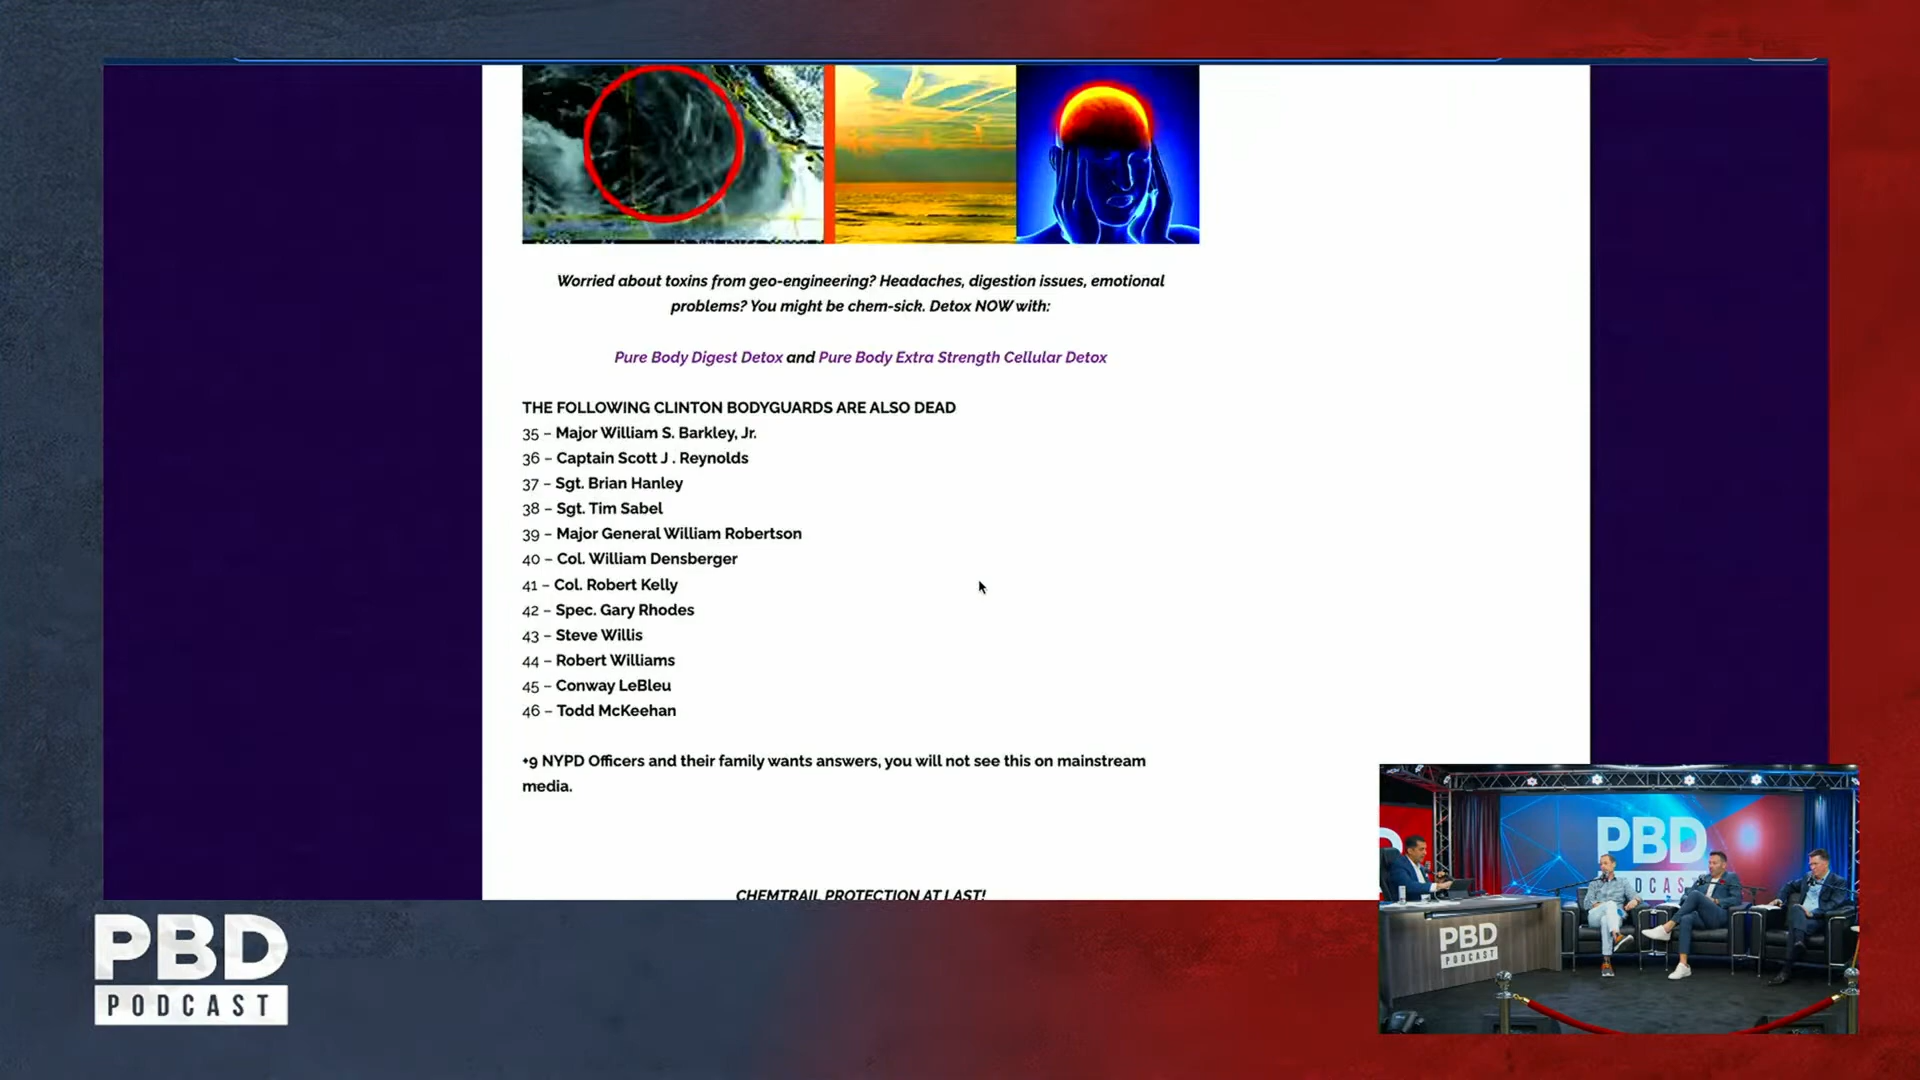 Worried about toxins from geo-engineering? Headaches, digestion issues, emotional
problems? You might be chem-sick. Detox NOW with:
Pure Body Digest Detox and Pure Body Extra Strength Cellular Detox
THE FOLLOWING CLINTON BODYGUARDS ARE ALSO DEAD
35 – Major William S. Barkley, Jr.
36 – Captain Scott J . Reynolds
37 – Sgt. Brian Hanley
38 – Sgt. Tim Sabel
39 – Major General William Robertson
40 – Col. William Densberger
41 – Col. Robert Kelly
42 – Spec. Gary Rhodes
43 – Steve Willis
44 – Robert Williams
45 – Conway LeBleu
46 – Todd McKeehan
+9 NYPD Officers and their family wants answers, you will not see this on mainstream
media.
CHEMTRAIL PROTECTION AT LAST!
PBD
PODCAST
PBD
PBD
PODCAST